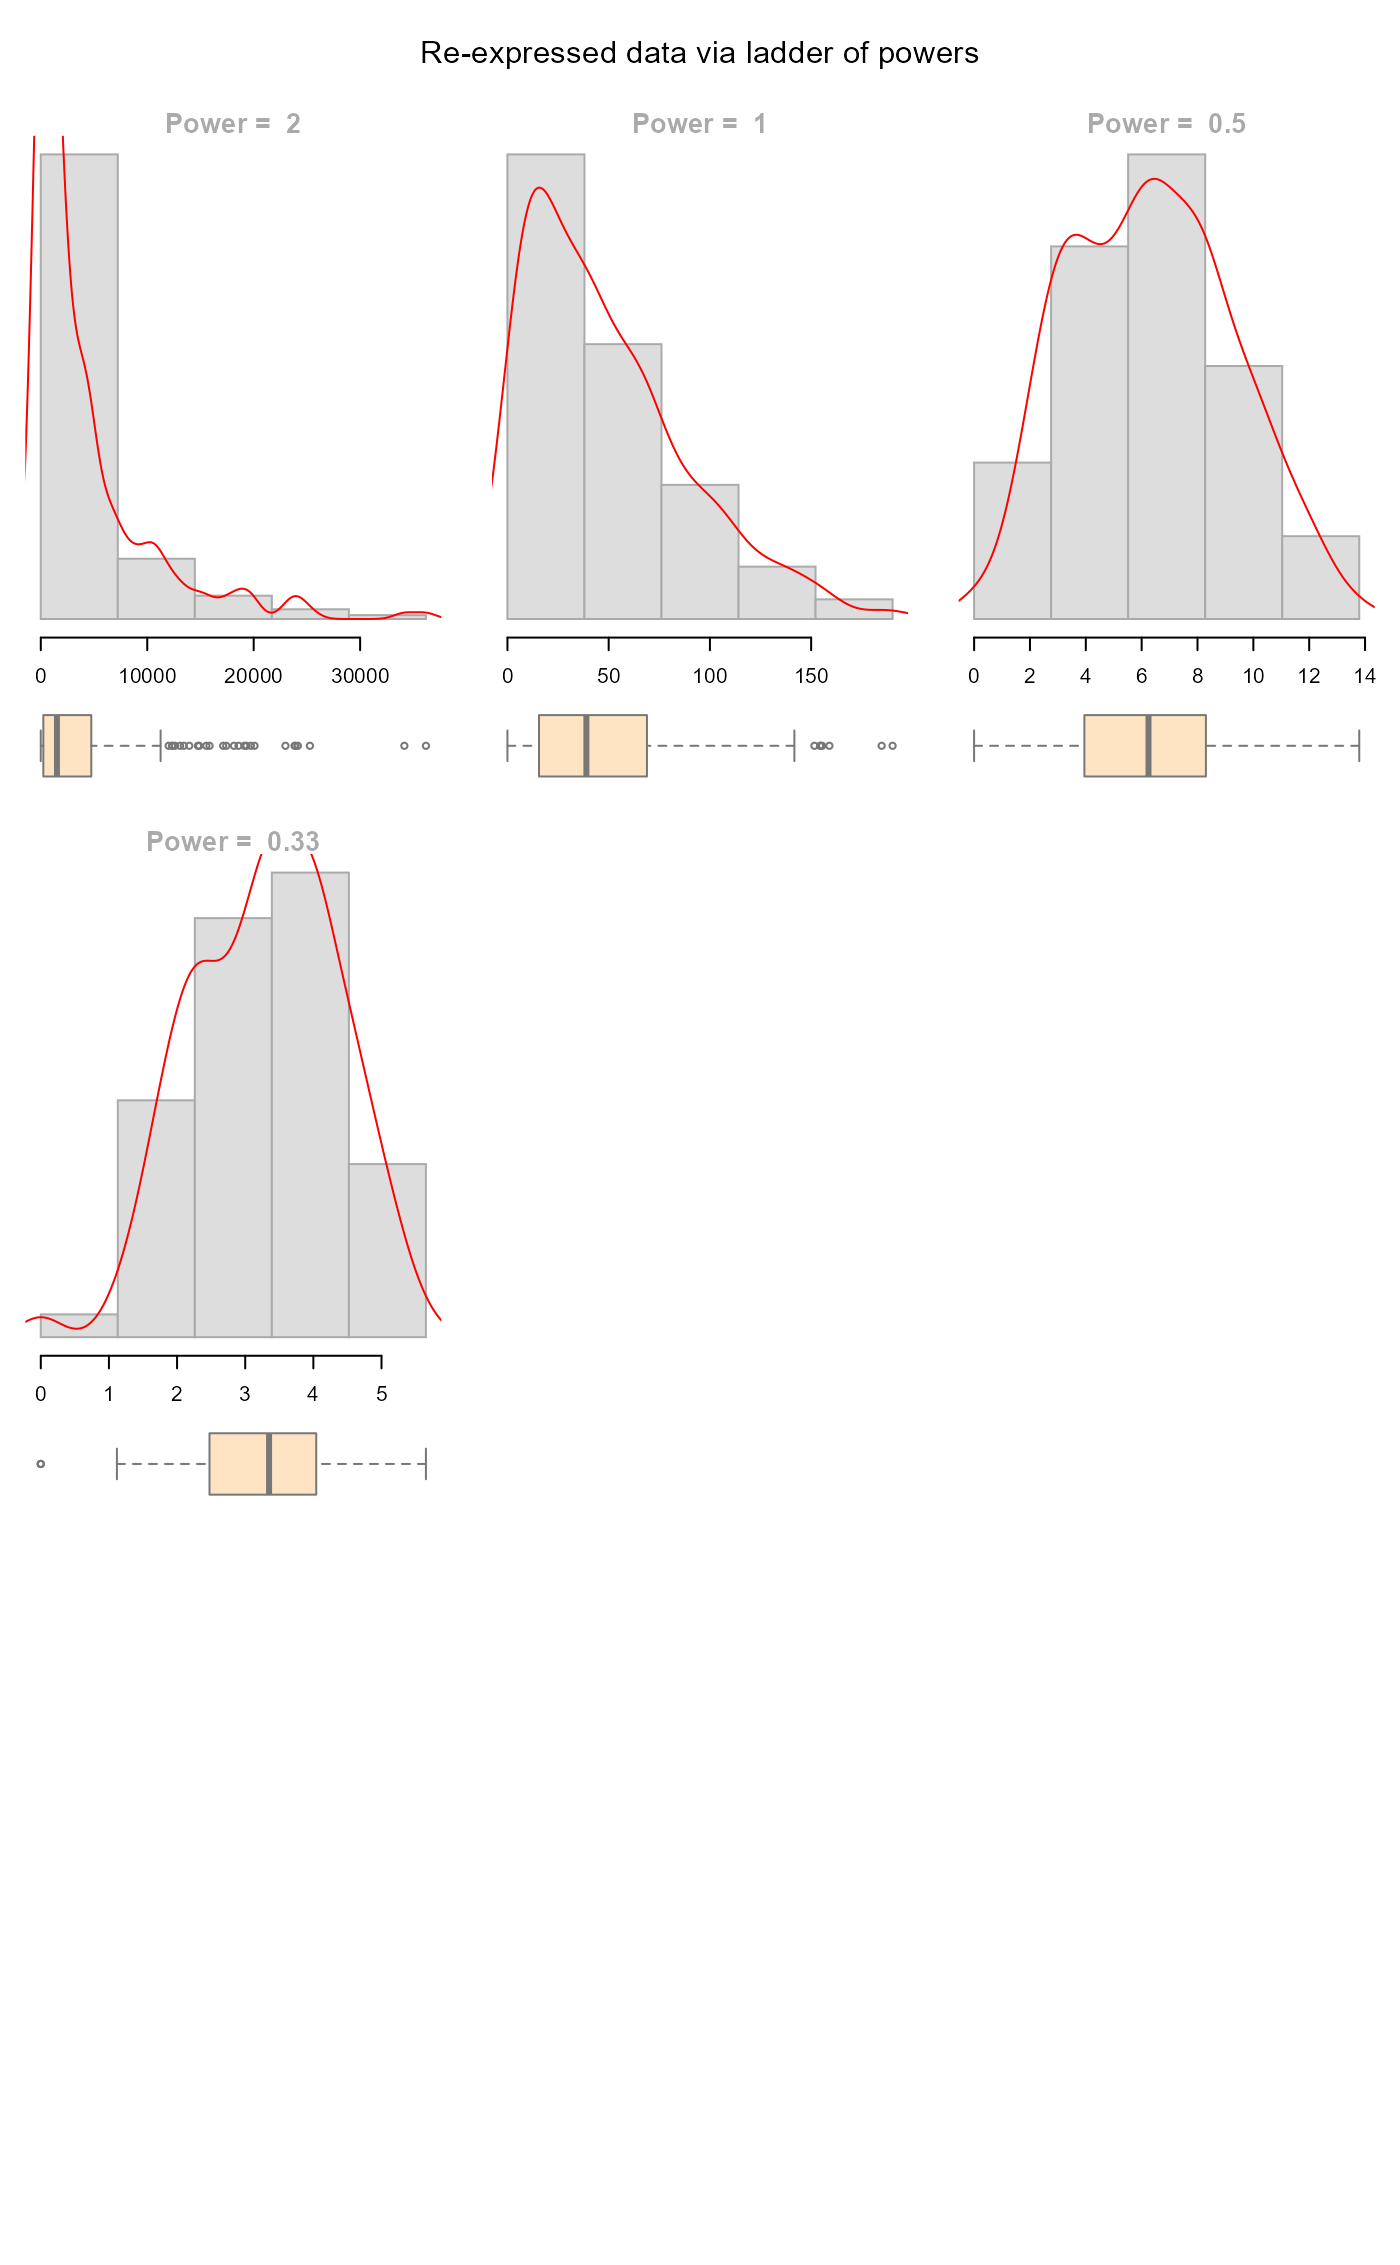 Re-expressed data via ladder of powers
Power =  2
Power =  1
Power =  0.5
0 10000 20000 30000
0 50 100 150
0 2 4 6 8 10 12 14
Power =  0.33
0 1 2 3 4 5